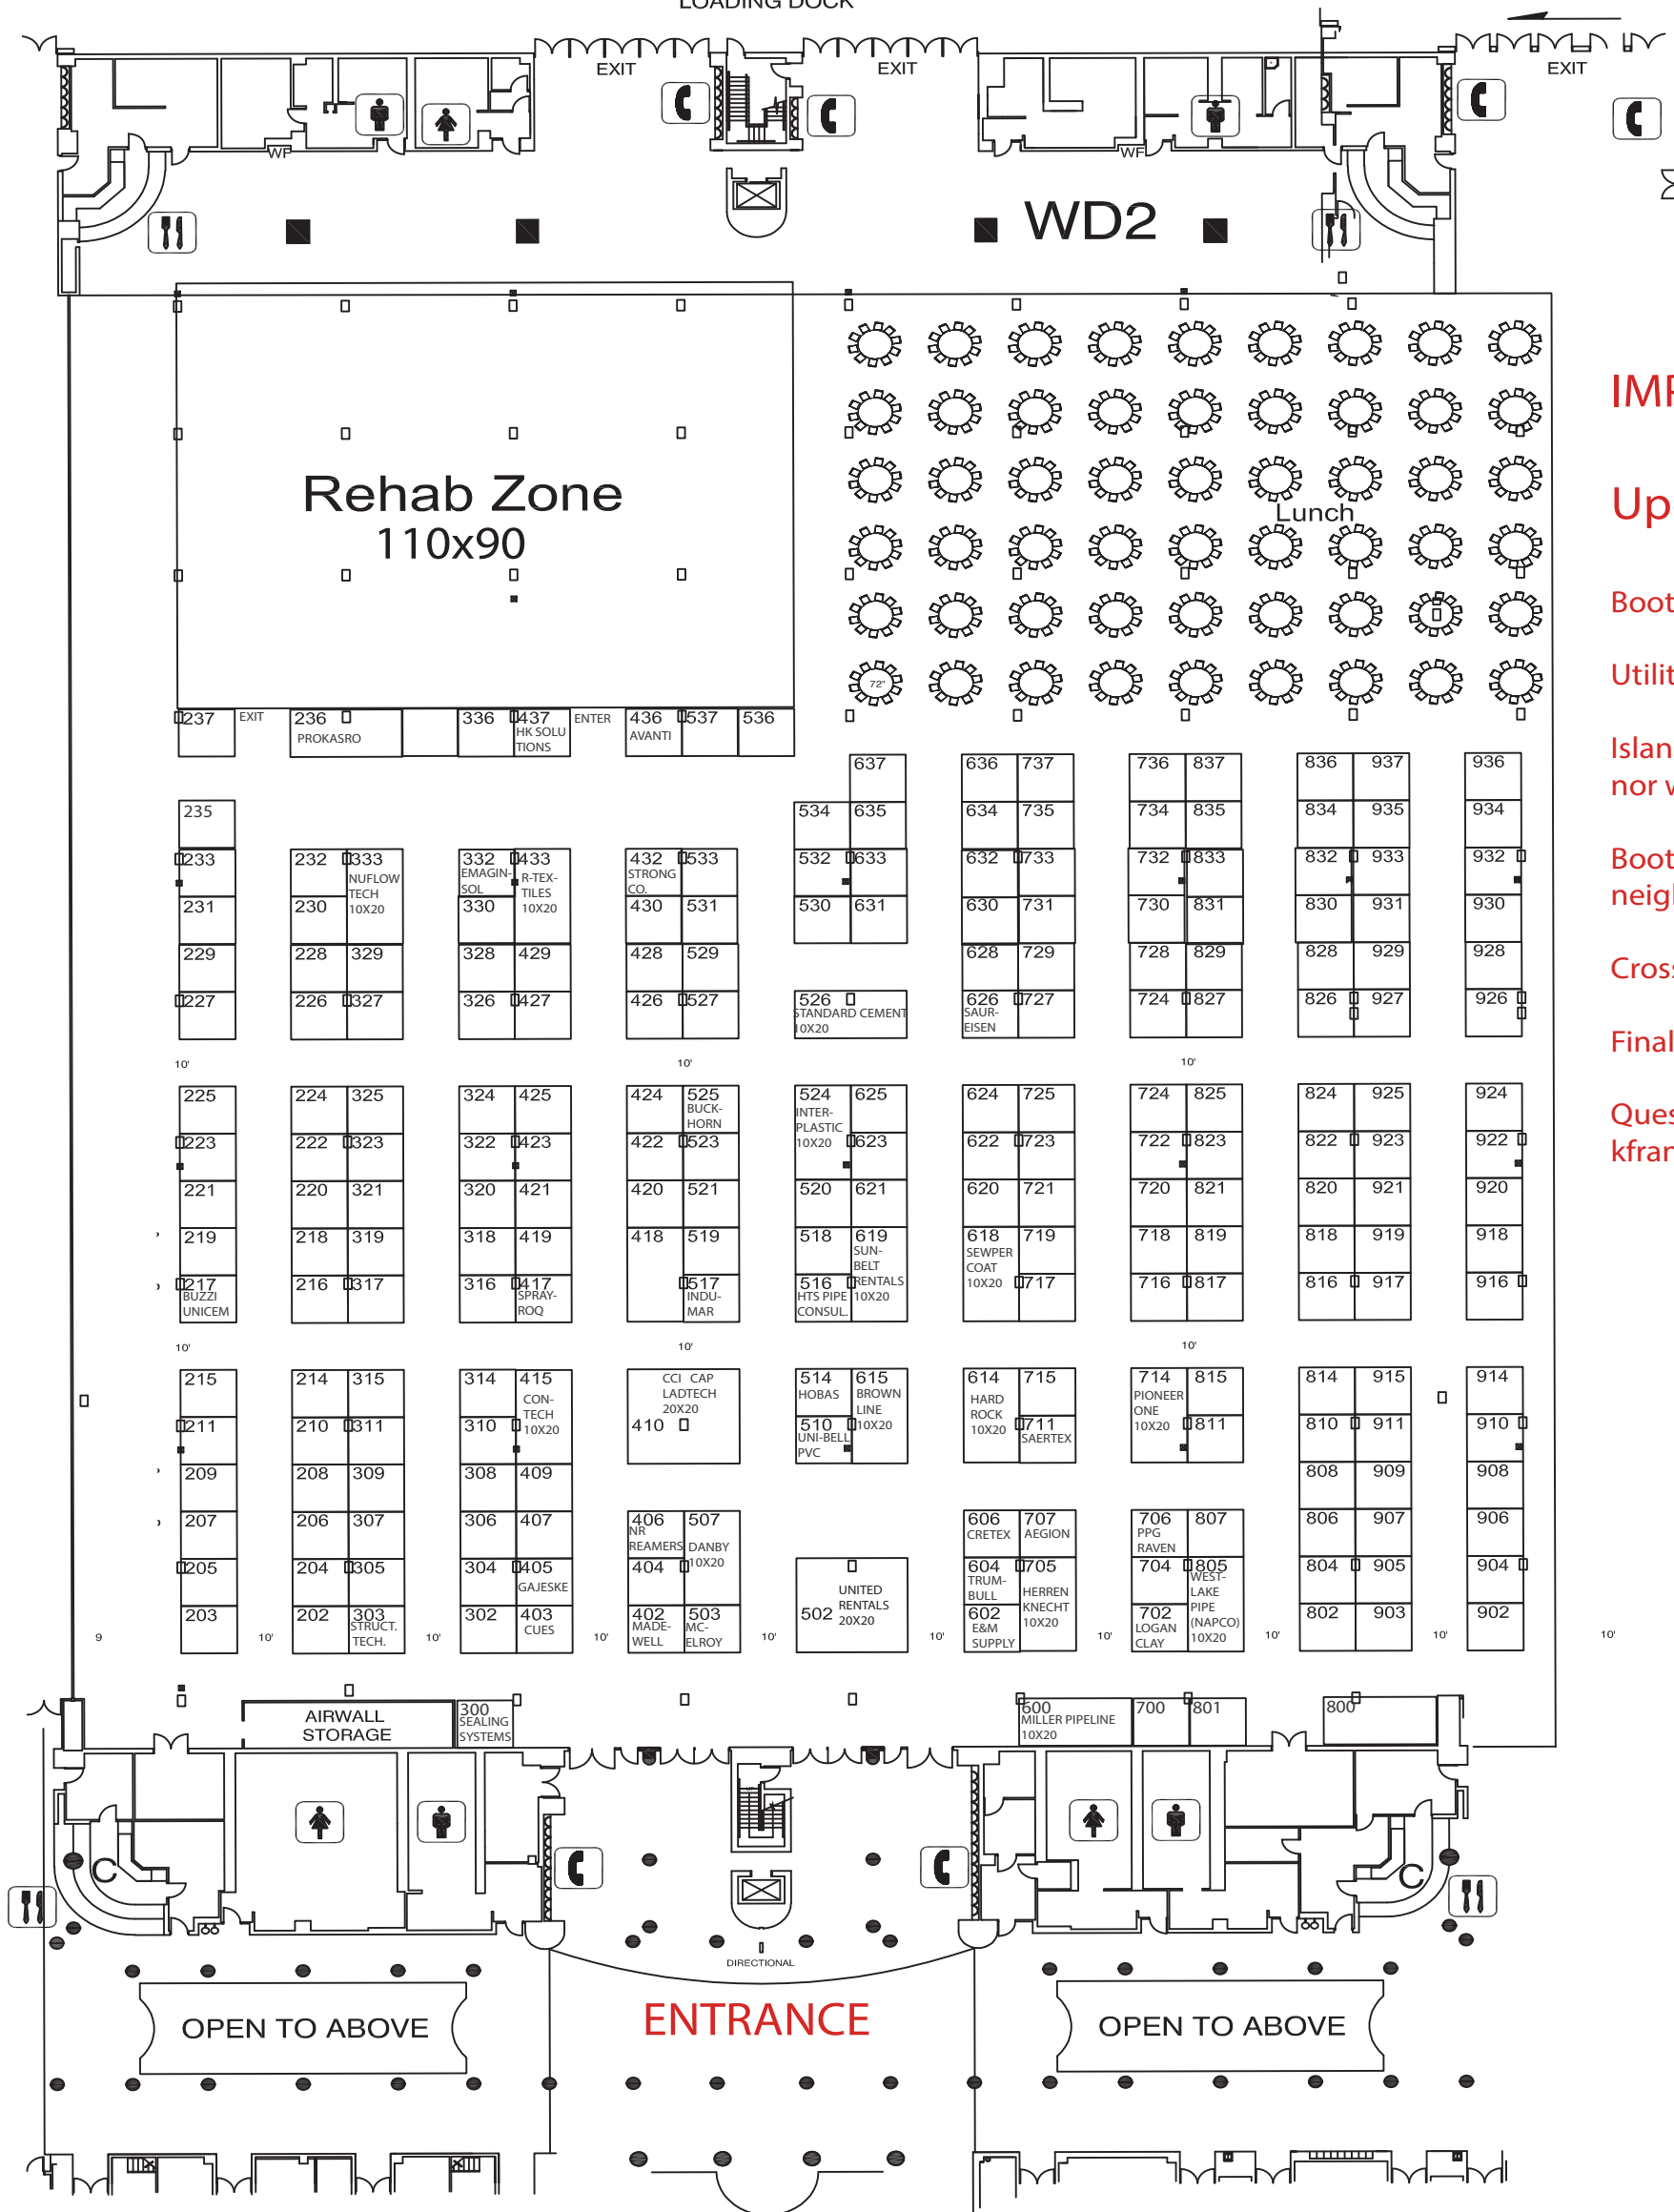 LOADING DOCK
EXIT
EXIT
EXIT
WF
WF
WD2
Rehab Zone
110x90
Lunch
72"
237
EXIT
236
PROKASRO
336
437
HK SOLU
TIONS
ENTER
436
AVANTI
537
536
637
636
737
736
837
836
937
936
235
534
635
634
735
734
835
834
935
934
233
232
333
NUFLOW
TECH
10X20
332
EMAGIN-
SOL
433
R-TEX-
TILES
10X20
432
STRONG
CO.
533
532
633
632
733
732
833
832
933
932
231
230
330
430
531
530
631
630
731
730
831
830
931
930
229
228
329
328
429
428
529
628
729
728
829
828
929
928
227
226
327
326
427
426
527
526
STANDARD CEMENT
10X20
626
SAUR-
EISEN
727
724
827
826
927
926
10'
10'
10'
225
224
325
324
425
424
525
BUCK-
HORN
524
INTER-
PLASTIC
10X20
625
624
725
724
825
824
925
924
223
222
323
322
423
422
523
623
622
723
722
823
822
923
922
221
220
321
320
421
420
521
520
621
620
721
720
821
820
921
920
219
218
319
318
419
418
519
518
619
SUN-
BELT
RENTALS
10X20
618
SEWPER
COAT
10X20
719
718
819
818
919
918
217
BUZZI
UNICEM
216
317
316
417
SPRAY-
ROQ
517
INDU-
MAR
516
HTS PIPE
CONSUL.
717
716
817
816
917
916
10'
10'
10'
215
214
315
314
415
CON-
TECH
10X20
CCI CAP
LADTECH
20X20
410
514
HOBAS
615
BROWN
LINE
10X20
614
HARD
ROCK
10X20
715
714
PIONEER
ONE
10X20
815
814
915
914
211
210
311
310
510
UNI-BELL
PVC
711
SAERTEX
811
810
911
910
209
208
309
308
409
808
909
908
207
206
307
306
407
406
NR
REAMERS
507
DANBY
10X20
606
CRETEX
707
AEGION
706
PPG
RAVEN
807
806
907
906
205
204
305
304
405
GAJESKE
404
502
UNITED
RENTALS
20X20
604
TRUM-
BULL
705
HERREN
KNECHT
10X20
704
805
WEST-
LAKE
PIPE
(NAPCO)
10X20
804
905
904
203
202
303
STRUCT.
TECH.
302
403
CUES
402
MADE-
WELL
503
MC-
ELROY
602
E&M
SUPPLY
702
LOGAN
CLAY
802
903
902
9
10'
10'
10'
10'
10'
10'
10'
10'
10'
AIRWALL
STORAGE
300
SEALING
SYSTEMS
600
MILLER PIPELINE
10X20
700
801
800
C
C
DIRECTIONAL
ENTRANCE
OPEN TO ABOVE
OPEN TO ABOVE
IMP
Up
Boot
Utilit
Islan
nor w
Boot
neigh
Cross
Final
Ques
kfran